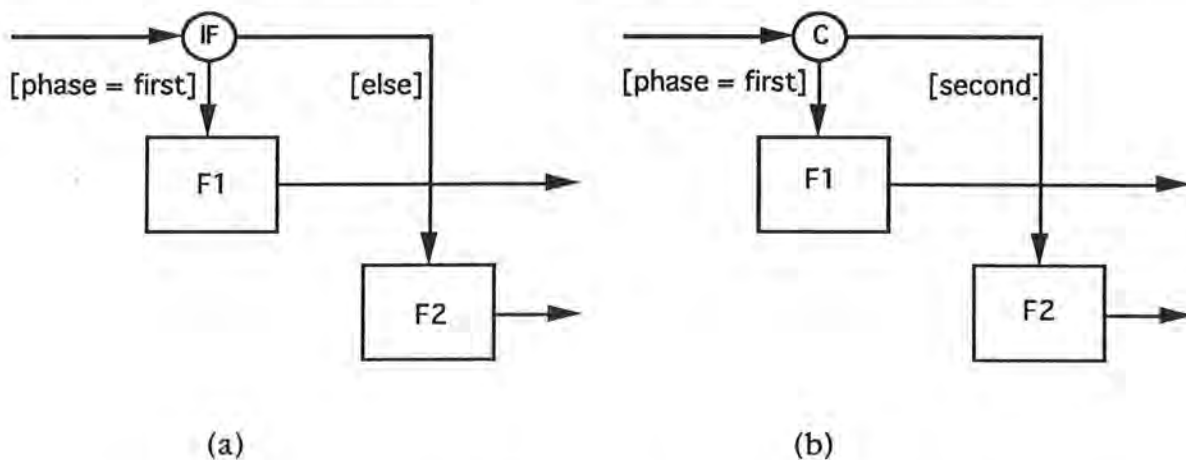 IF
[phase = first]
[else]
F1
F2
(a)
C
[phase = first]
[second]
F1
F2
(b)